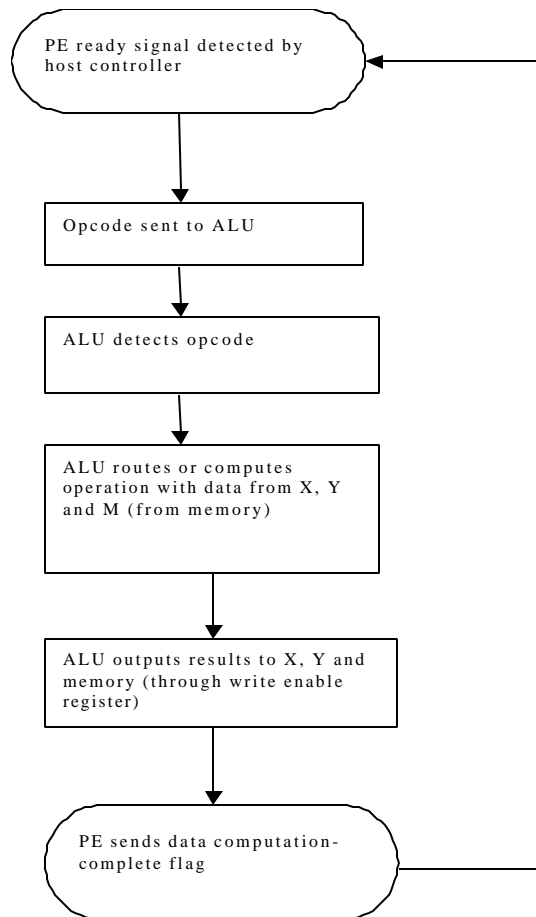 PE ready signal detected by
host controller
Opcode sent to ALU
ALU detects opcode
ALU routes or computes
operation with data from X, Y
and M (from memory)
ALU outputs results to X, Y and
memory (through write enable
register)
PE sends data computation-
complete flag